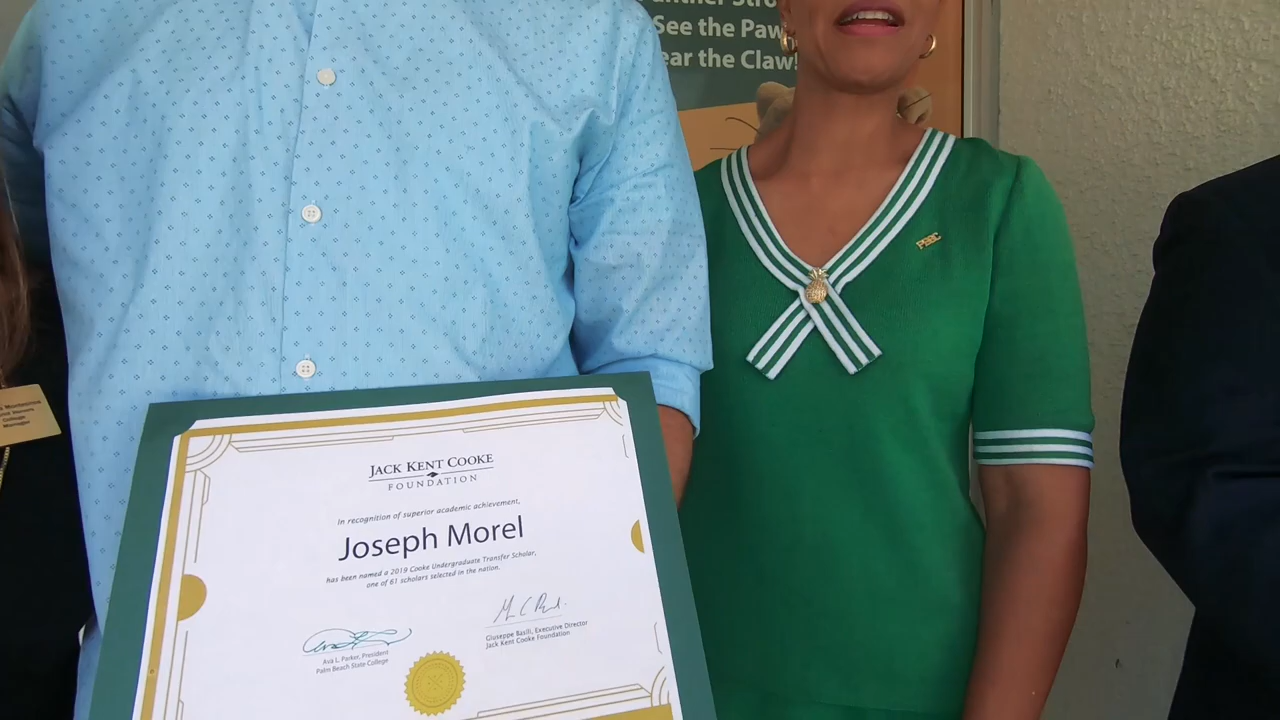 See the Paw
ear the Claw!
PBSC
College
Manager
JACK KENT COOKE
FOUNDATION
In recognition of superior academic achievement,
Joseph Morel
has been named a 2019 Cooke Undergraduate Transfer Scholar,
one of 61 scholars selected in the nation.
Ava L. Parker, President
Palm Beach State College
Giuseppe Basili, Executive Director
Jack Kent Cooke Foundation